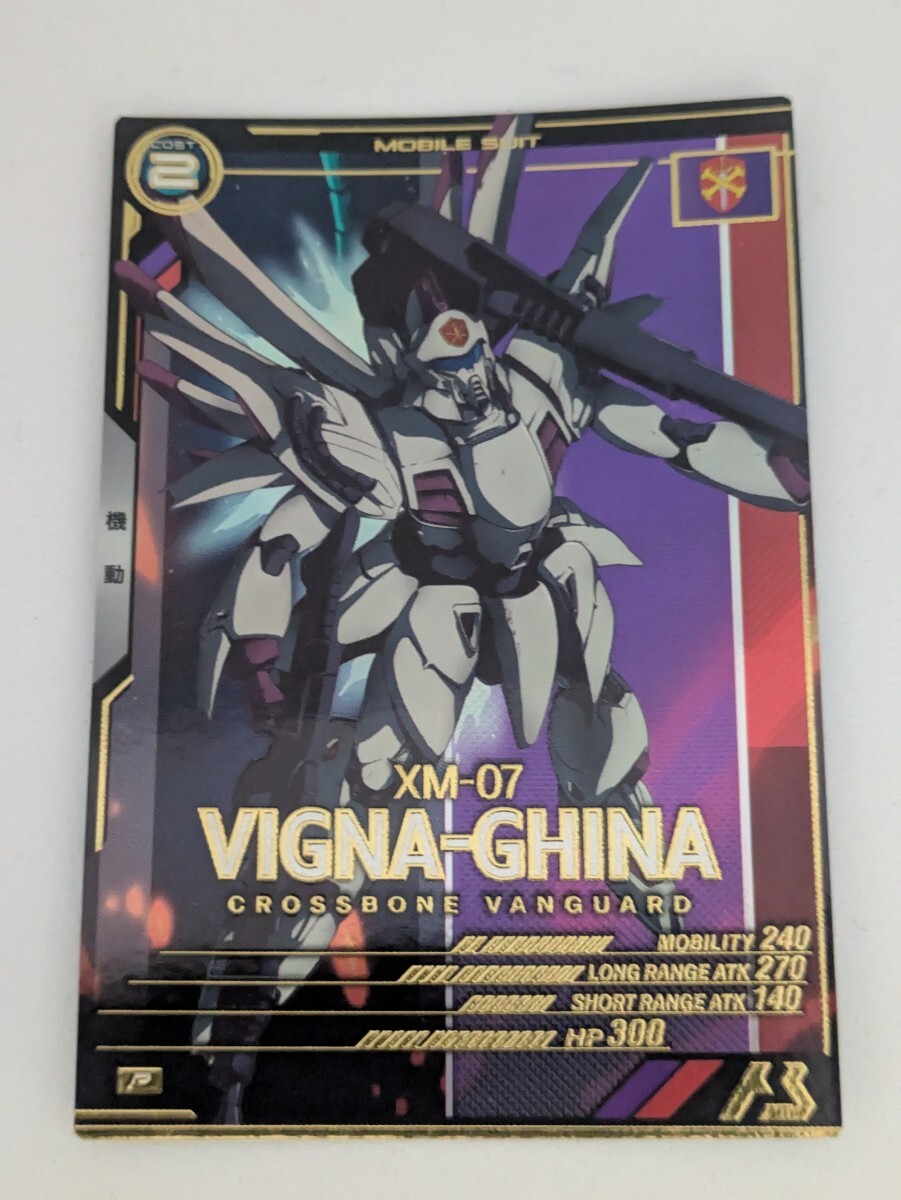 COST
2
MOBILE SUIT
機動
XM-07
VIGNA-GHINA
CROSSBONE VANGUARD
MOBILITY 240
LONG RANGE ATK 270
SHORT RANGE ATK 140
HP 300
P
AB